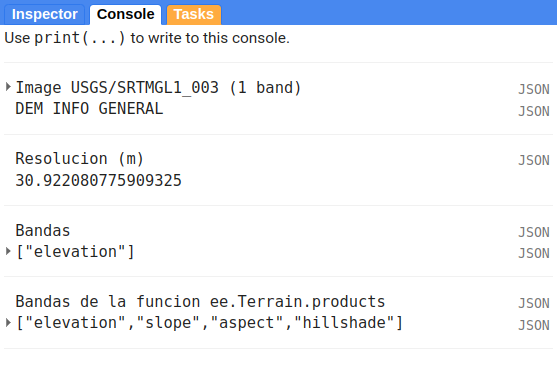 Inspector Console Tasks
Use print(...) to write to this console.
Image USGS/SRTMGL1_003 (1 band) JSON
DEM INFO GENERAL JSON
Resolucion (m) JSON
30.922080775909325
Bandas JSON
["elevation"] JSON
Bandas de la funcion ee.Terrain.products JSON
["elevation","slope","aspect","hillshade"] JSON